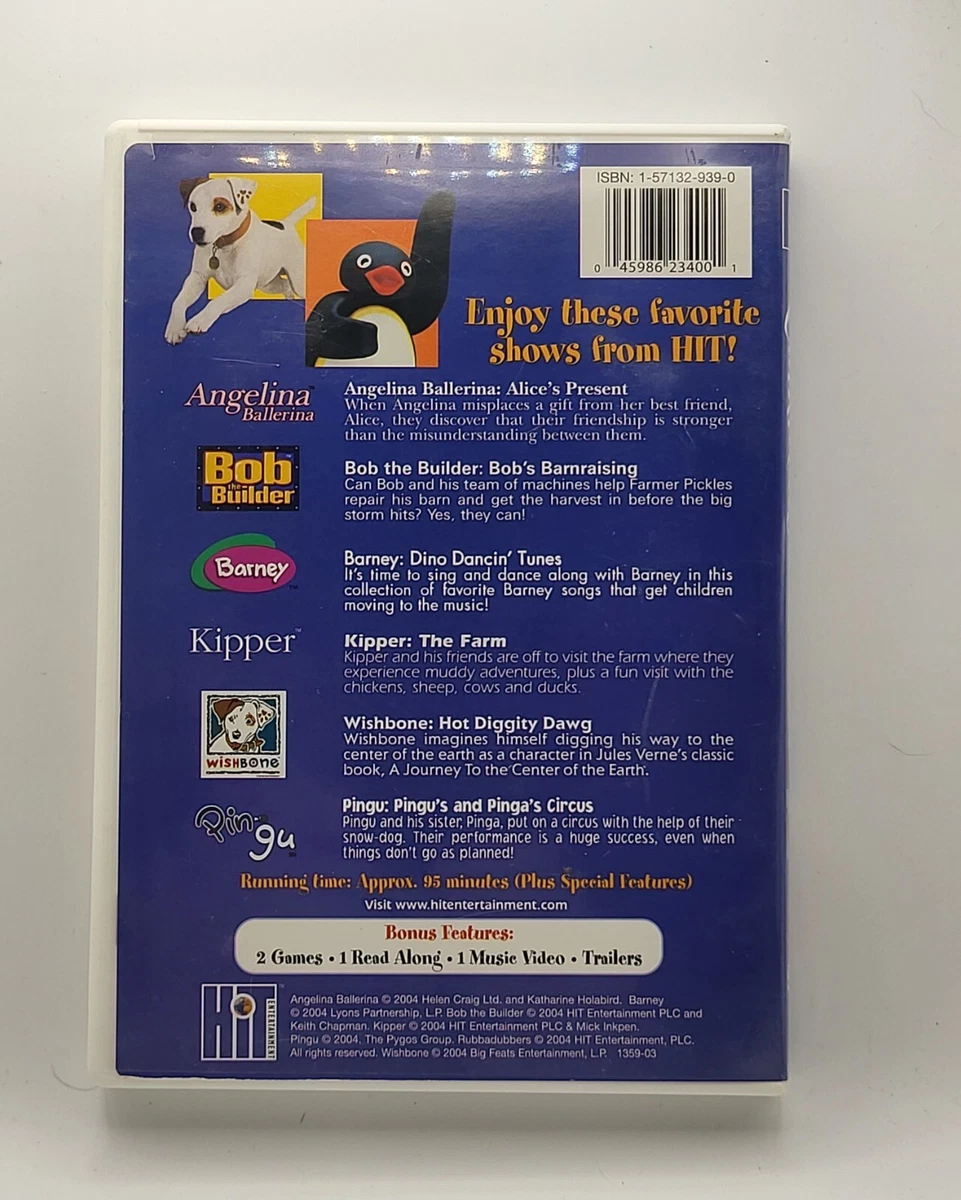 ISBN: 1-57132-939-0
0 45986 23400 1
Enjoy these favorite
shows from HIT!
Angelina™
Ballerina
Angelina Ballerina: Alice's Present
When Angelina misplaces a gift from her best friend,
Alice, they discover that their friendship is stronger
than the misunderstanding between them.
Bob
the
Builder
Bob the Builder: Bob's Barnraising
Can Bob and his team of machines help Farmer Pickles
repair his barn and get the harvest in before the big
storm hits? Yes, they can!
Barney™
Barney: Dino Dancin' Tunes
It's time to sing and dance along with Barney in this
collection of favorite Barney songs that get children
moving to the music!
Kipper™
Kipper: The Farm
Kipper and his friends are off to visit the farm where they
experience muddy adventures, plus a fun visit with the
chickens, sheep, cows and ducks.
WISHBONE
Wishbone: Hot Diggity Dawg
Wishbone imagines himself digging his way to the
center of the earth as a character in Jules Verne's classic
book, A Journey To the Center of the Earth.
Pin-
gu
Pingu: Pingu's and Pinga's Circus
Pingu and his sister, Pinga, put on a circus with the help of their
snow-dog. Their performance is a huge success, even when
things don't go as planned!
Running time: Approx. 95 minutes (Plus Special Features)
Visit www.hitentertainment.com
Bonus Features:
2 Games • 1 Read Along • 1 Music Video • Trailers
HiT ENTERTAINMENT™
Angelina Ballerina © 2004 Helen Craig Ltd. and Katharine Holabird. Barney
© 2004 Lyons Partnership, L.P. Bob the Builder © 2004 HIT Entertainment PLC and
Keith Chapman. Kipper © 2004 HIT Entertainment PLC & Mick Inkpen.
Pingu © 2004. The Pygos Group. Rubbadubbers © 2004 HIT Entertainment, PLC.
All rights reserved. Wishbone © 2004 Big Feats Entertainment, L.P. 1359-03